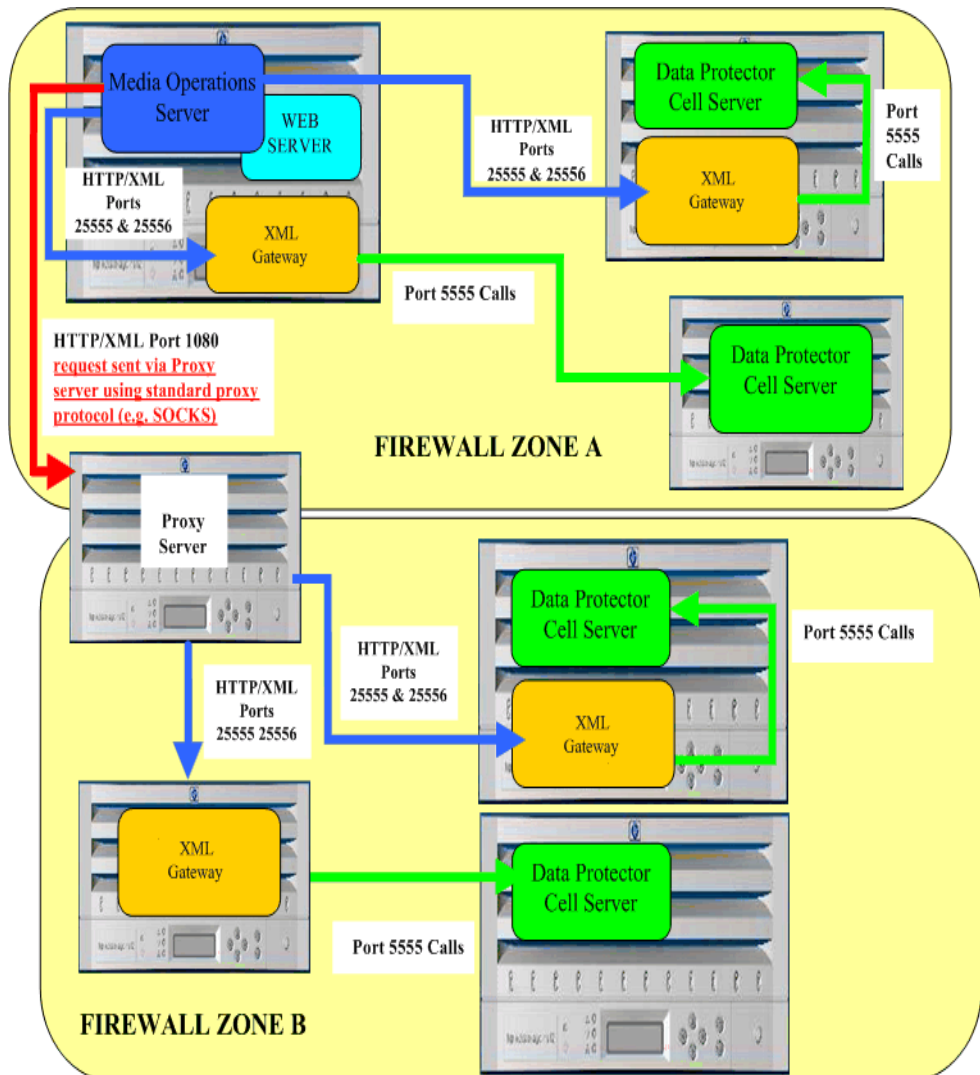 Media Operations
Server
WEB
SERVER
HTTP/XML
Ports
25555 & 25556
XML
Gateway
HTTP/XML
Ports
25555 & 25556
Data Protector
Cell Server
XML
Gateway
Port
5555
Calls
Port 5555 Calls
Data Protector
Cell Server
HTTP/XML Port 1080
request sent via Proxy
server using standard proxy
protocol (e.g. SOCKS)
FIREWALL ZONE A
Proxy
Server
HTTP/XML
Ports
25555 & 25556
Data Protector
Cell Server
XML
Gateway
Port 5555 Calls
HTTP/XML
Ports
25555 25556
XML
Gateway
Data Protector
Cell Server
Port 5555 Calls
FIREWALL ZONE B